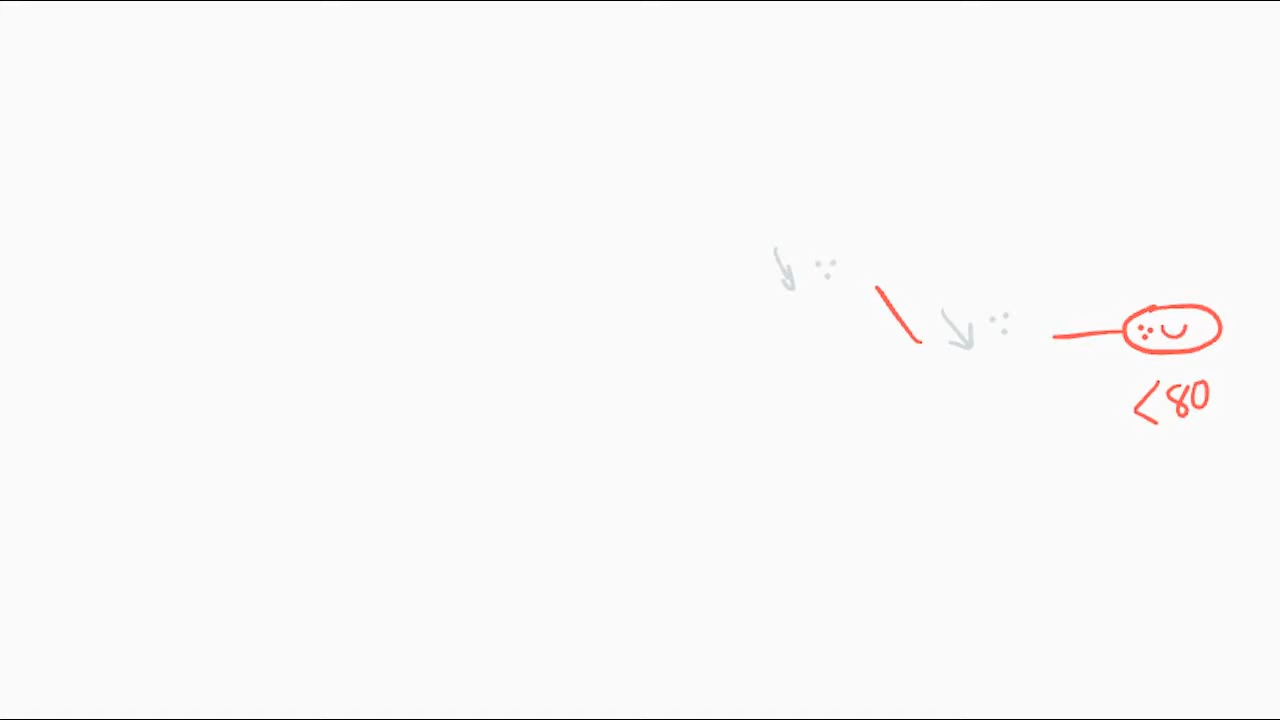 ↘ ∵
↘ ∵
∵ ◡
<80